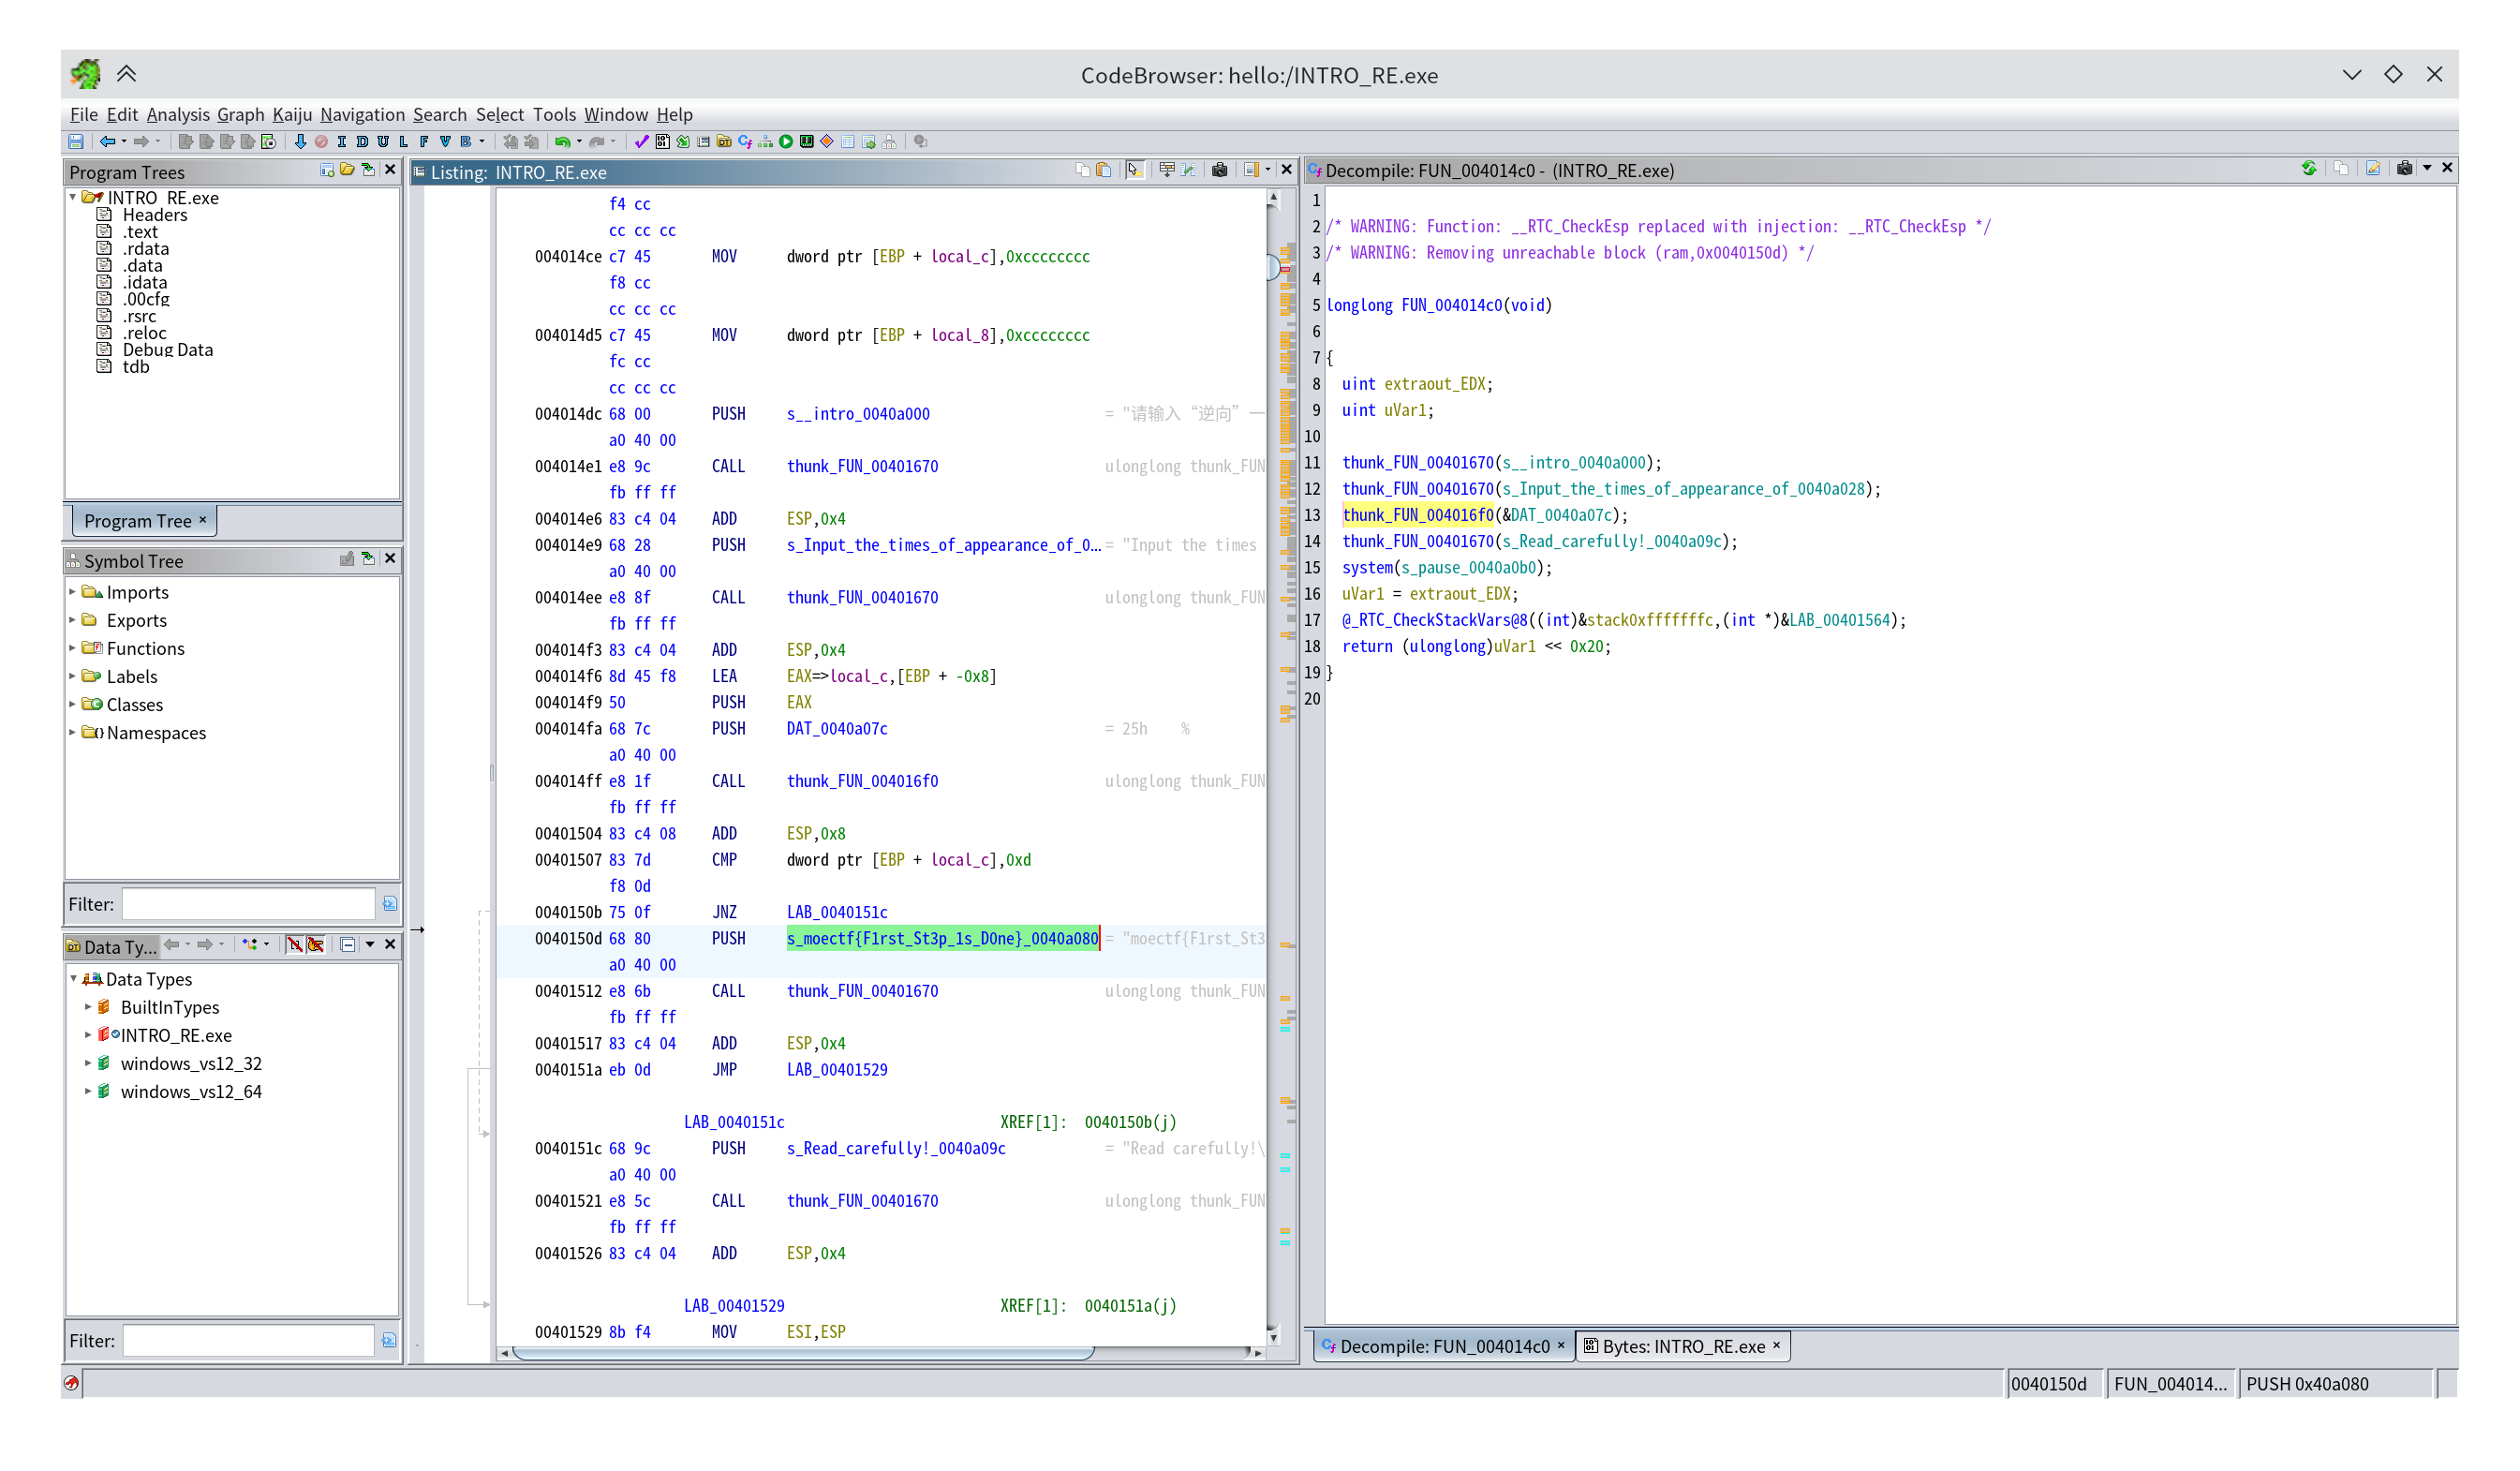 CodeBrowser: hello:/INTRO_RE.exe
File Edit Analysis Graph Kaiju Navigation Search Select Tools Window Help
I D U L F V B
Program Trees
INTRO_RE.exe
Headers
.text
.rdata
.data
.idata
.00cfg
.rsrc
.reloc
Debug Data
tdb
Program Tree ×
Symbol Tree
Imports
Exports
Functions
Labels
Classes
Namespaces
Filter:
Data Ty...
Data Types
BuiltInTypes
INTRO_RE.exe
windows_vs12_32
windows_vs12_64
Filter:
Listing: INTRO_RE.exe
f4 cc
cc cc cc
004014ce c7 45 MOV dword ptr [EBP + local_c],0xcccccccc
f8 cc
cc cc cc
004014d5 c7 45 MOV dword ptr [EBP + local_8],0xcccccccc
fc cc
cc cc cc
004014dc 68 00 PUSH s__intro_0040a000 = "请输入“逆向”一
a0 40 00
004014e1 e8 9c CALL thunk_FUN_00401670 ulonglong thunk_FUN
fb ff ff
004014e6 83 c4 04 ADD ESP,0x4
004014e9 68 28 PUSH s_Input_the_times_of_appearance_of_0... = "Input the times
a0 40 00
004014ee e8 8f CALL thunk_FUN_00401670 ulonglong thunk_FUN
fb ff ff
004014f3 83 c4 04 ADD ESP,0x4
004014f6 8d 45 f8 LEA EAX=>local_c,[EBP + -0x8]
004014f9 50 PUSH EAX
004014fa 68 7c PUSH DAT_0040a07c = 25h %
a0 40 00
004014ff e8 1f CALL thunk_FUN_004016f0 ulonglong thunk_FUN
fb ff ff
00401504 83 c4 08 ADD ESP,0x8
00401507 83 7d CMP dword ptr [EBP + local_c],0xd
f8 0d
0040150b 75 0f JNZ LAB_0040151c
0040150d 68 80 PUSH s_moectf{F1rst_St3p_1s_D0ne}_0040a080 = "moectf{F1rst_St3
a0 40 00
00401512 e8 6b CALL thunk_FUN_00401670 ulonglong thunk_FUN
fb ff ff
00401517 83 c4 04 ADD ESP,0x4
0040151a eb 0d JMP LAB_00401529
LAB_0040151c XREF[1]: 0040150b(j)
0040151c 68 9c PUSH s_Read_carefully!_0040a09c = "Read carefully!\
a0 40 00
00401521 e8 5c CALL thunk_FUN_00401670 ulonglong thunk_FUN
fb ff ff
00401526 83 c4 04 ADD ESP,0x4
LAB_00401529 XREF[1]: 0040151a(j)
00401529 8b f4 MOV ESI,ESP
Decompile: FUN_004014c0 - (INTRO_RE.exe)
1
2 /* WARNING: Function: __RTC_CheckEsp replaced with injection: __RTC_CheckEsp */
3 /* WARNING: Removing unreachable block (ram,0x0040150d) */
4
5 longlong FUN_004014c0(void)
6
7 {
8 uint extraout_EDX;
9 uint uVar1;
10
11 thunk_FUN_00401670(s__intro_0040a000);
12 thunk_FUN_00401670(s_Input_the_times_of_appearance_of_0040a028);
13 thunk_FUN_004016f0(&DAT_0040a07c);
14 thunk_FUN_00401670(s_Read_carefully!_0040a09c);
15 system(s_pause_0040a0b0);
16 uVar1 = extraout_EDX;
17 @_RTC_CheckStackVars@8((int)&stack0xfffffffc,(int *)&LAB_00401564);
18 return (ulonglong)uVar1 << 0x20;
19 }
20
Decompile: FUN_004014c0 × Bytes: INTRO_RE.exe ×
0040150d FUN_004014... PUSH 0x40a080